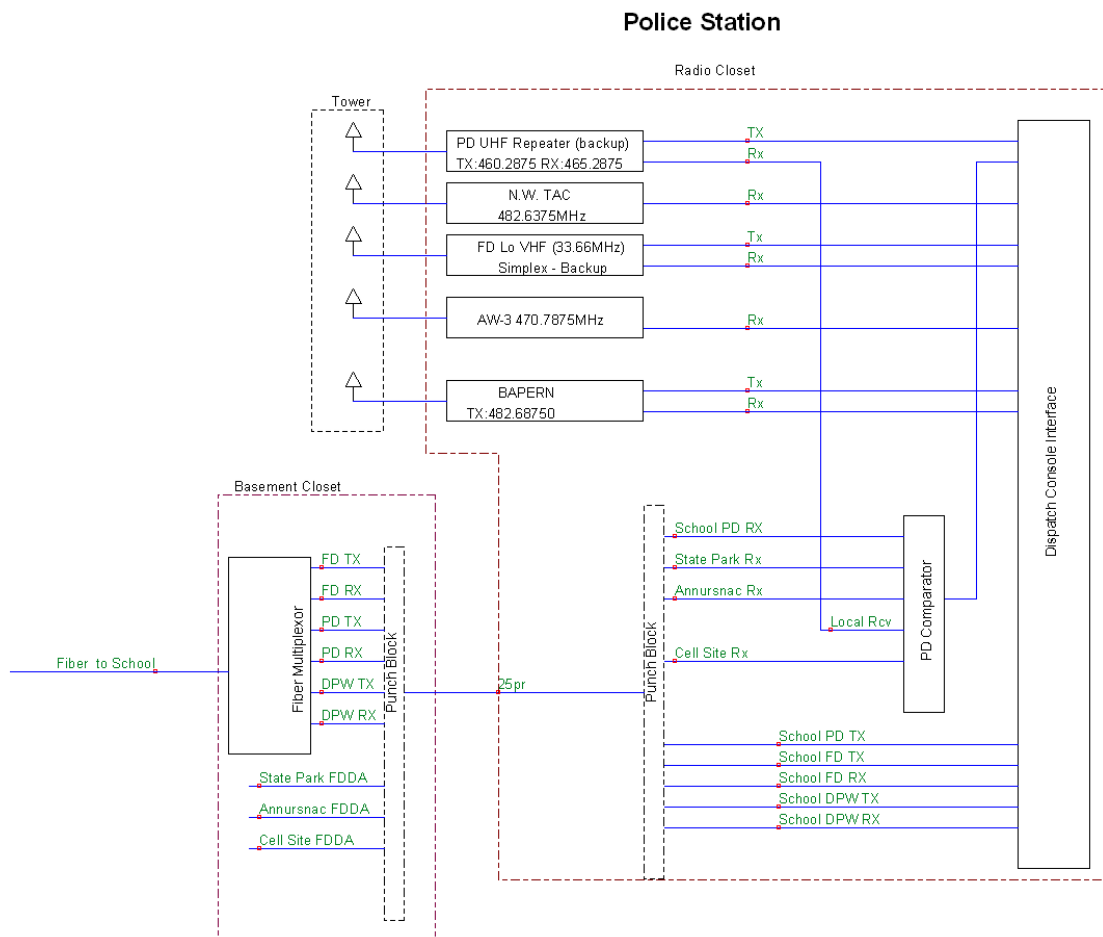 Police Station
Radio Closet
Tower
PD UHF Repeater (backup)
TX:460.2875 RX:465.2875
TX
Rx
N.W. TAC
482.6375MHz
Rx
FD Lo VHF (33.66MHz)
Simplex - Backup
Tx
Rx
AW-3 470.7875MHz
Rx
BAPERN
TX:482.68750
Tx
Rx
Dispatch Console Interface
Basement Closet
Fiber to School
Fiber Multiplexor
FD TX
FD RX
PD TX
PD RX
DPW TX
DPW RX
State Park FDDA
Annursnac FDDA
Cell Site FDDA
Punch Block
25pr
Punch Block
School PD RX
State Park Rx
Annursnac Rx
Local Rcv
Cell Site Rx
PD Comparator
School PD TX
School FD TX
School FD RX
School DPW TX
School DPW RX